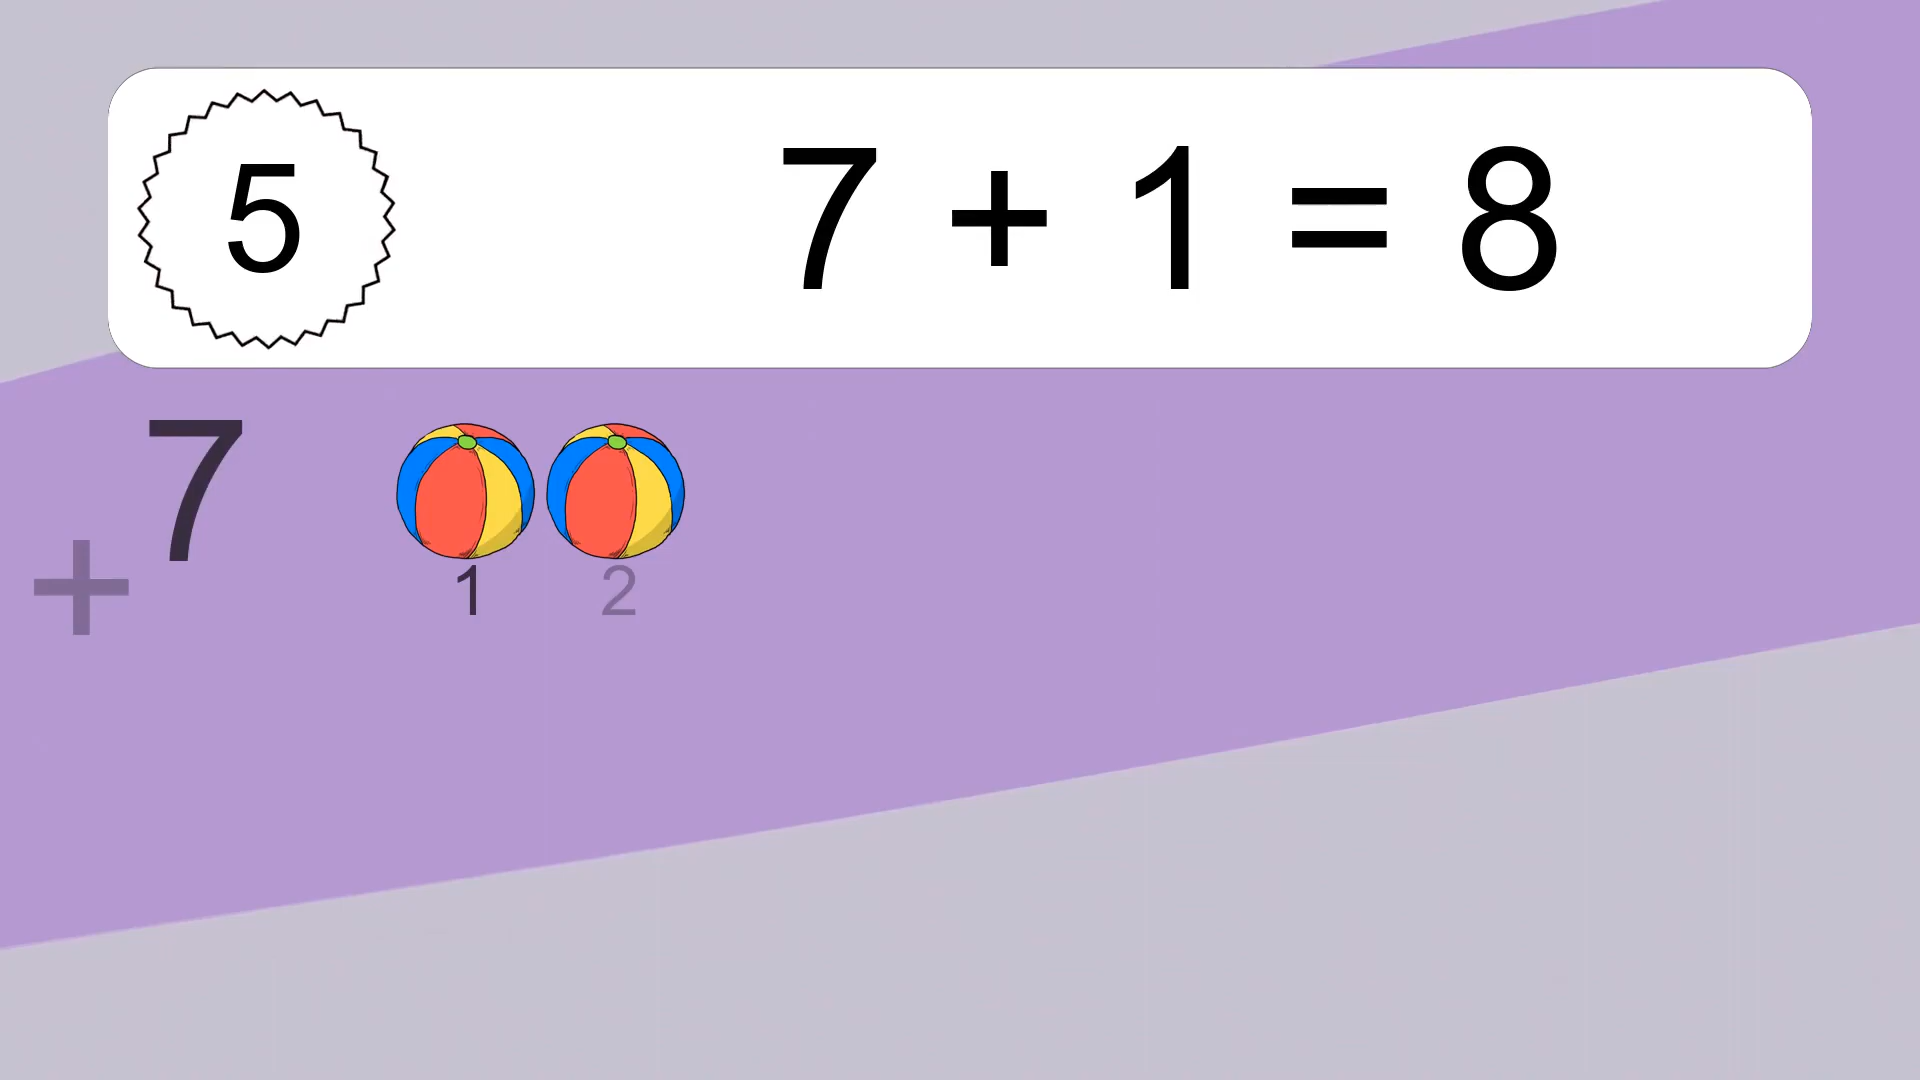 5 7 + 1 = 8
7
+
1 2